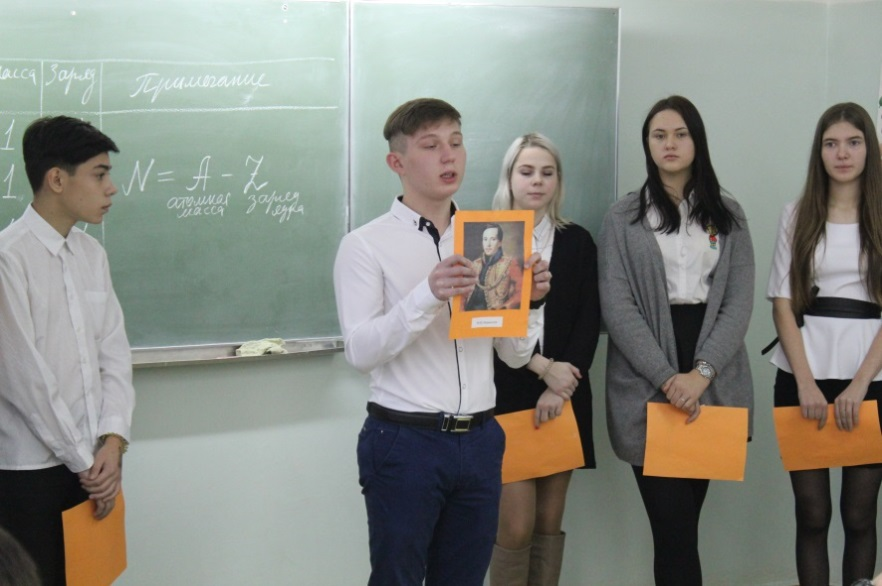 масса Заряд Примечание
1
1
N = A - Z
атомная заряд
масса ядра